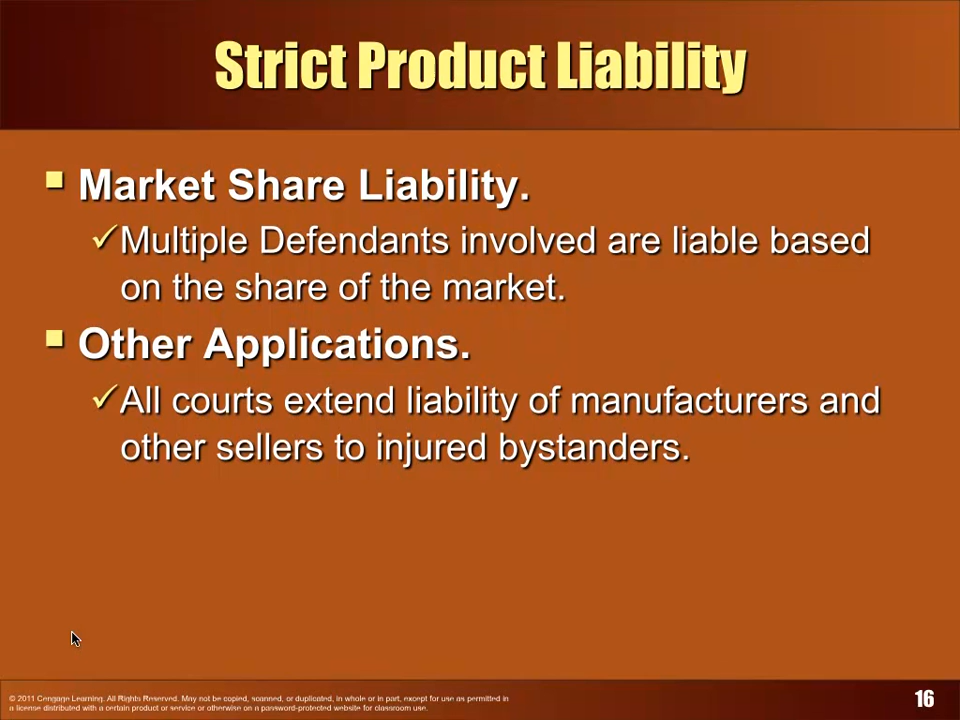 Strict Product Liability
Market Share Liability.
Multiple Defendants involved are liable based
on the share of the market.
Other Applications.
All courts extend liability of manufacturers and
other sellers to injured bystanders.
© 2011 Cengage Learning. All Rights Reserved. May not be copied, scanned, or duplicated, in whole or in part, except for use as permitted in
a license distributed with a certain product or service or otherwise on a password-protected website for classroom use.
16